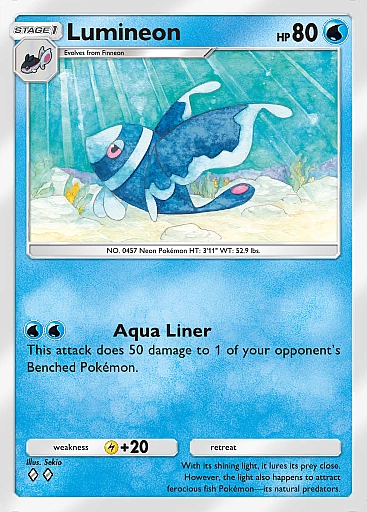 STAGE 1
Lumineon
HP 80
Evolves from Finneon
NO. 0457 Neon Pokémon HT: 3'11" WT: 52.9 lbs.
Aqua Liner
This attack does 50 damage to 1 of your opponent's
Benched Pokémon.
weakness +20 retreat
Illus. Sekio
With its shining light, it lures its prey close.
However, the light also happens to attract
ferocious fish Pokémon—its natural predators.